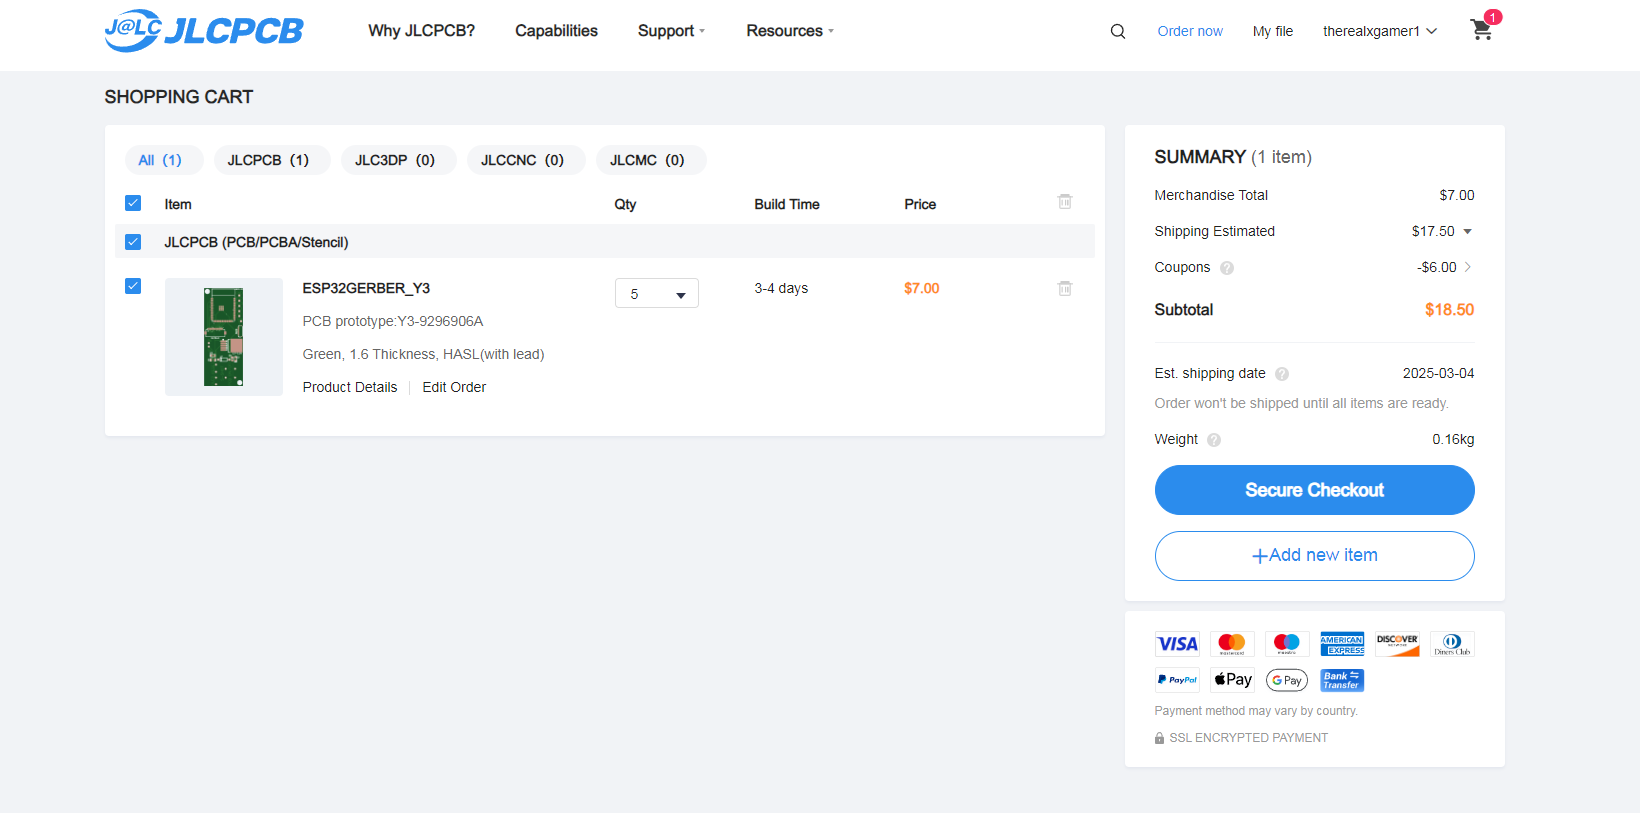 J@LC JLCPCB
Why JLCPCB?
Capabilities
Support
Resources
Order now
My file
therealxgamer1
1
SHOPPING CART
All (1)
JLCPCB (1)
JLC3DP (0)
JLCCNC (0)
JLCMC (0)
Item
Qty
Build Time
Price
JLCPCB (PCB/PCBA/Stencil)
ESP32GERBER_Y3
5
3-4 days
$7.00
PCB prototype:Y3-9296906A
Green, 1.6 Thickness, HASL(with lead)
Product Details
Edit Order
SUMMARY (1 item)
Merchandise Total $7.00
Shipping Estimated $17.50
Coupons ? -$6.00
Subtotal $18.50
Est. shipping date ? 2025-03-04
Order won't be shipped until all items are ready.
Weight ? 0.16kg
Secure Checkout
+Add new item
VISA
mastercard
maestro
AMERICAN EXPRESS
DISCOVER
Diners Club
PayPal
Pay
G Pay
Bank Transfer
Payment method may vary by country.
SSL ENCRYPTED PAYMENT